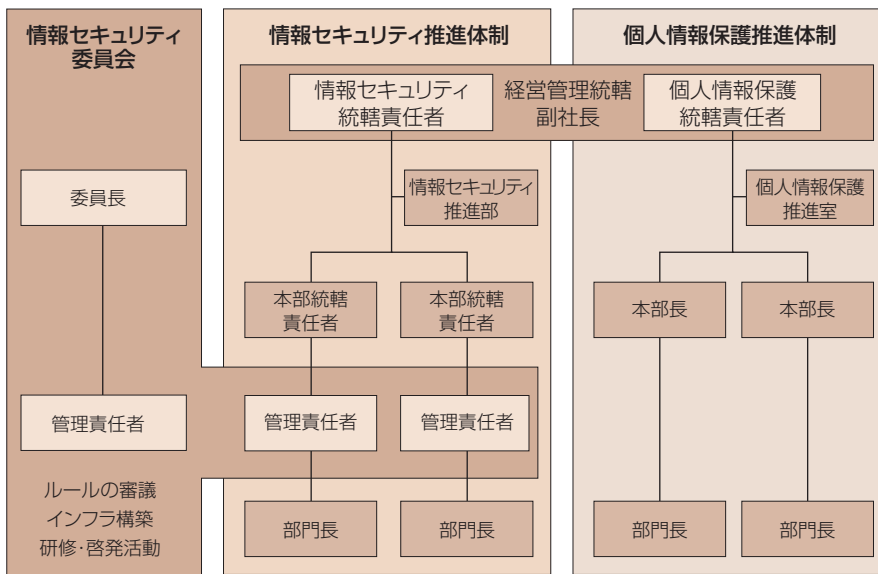 情報セキュリティ
委員会
委員長
管理責任者
ルールの審議
インフラ構築
研修・啓発活動
情報セキュリティ推進体制
情報セキュリティ
統轄責任者
経営管理統轄
副社長
情報セキュリティ
推進部
本部統轄
責任者
本部統轄
責任者
管理責任者
管理責任者
部門長
部門長
個人情報保護推進体制
個人情報保護
統轄責任者
個人情報保護
推進室
本部長
本部長
部門長
部門長